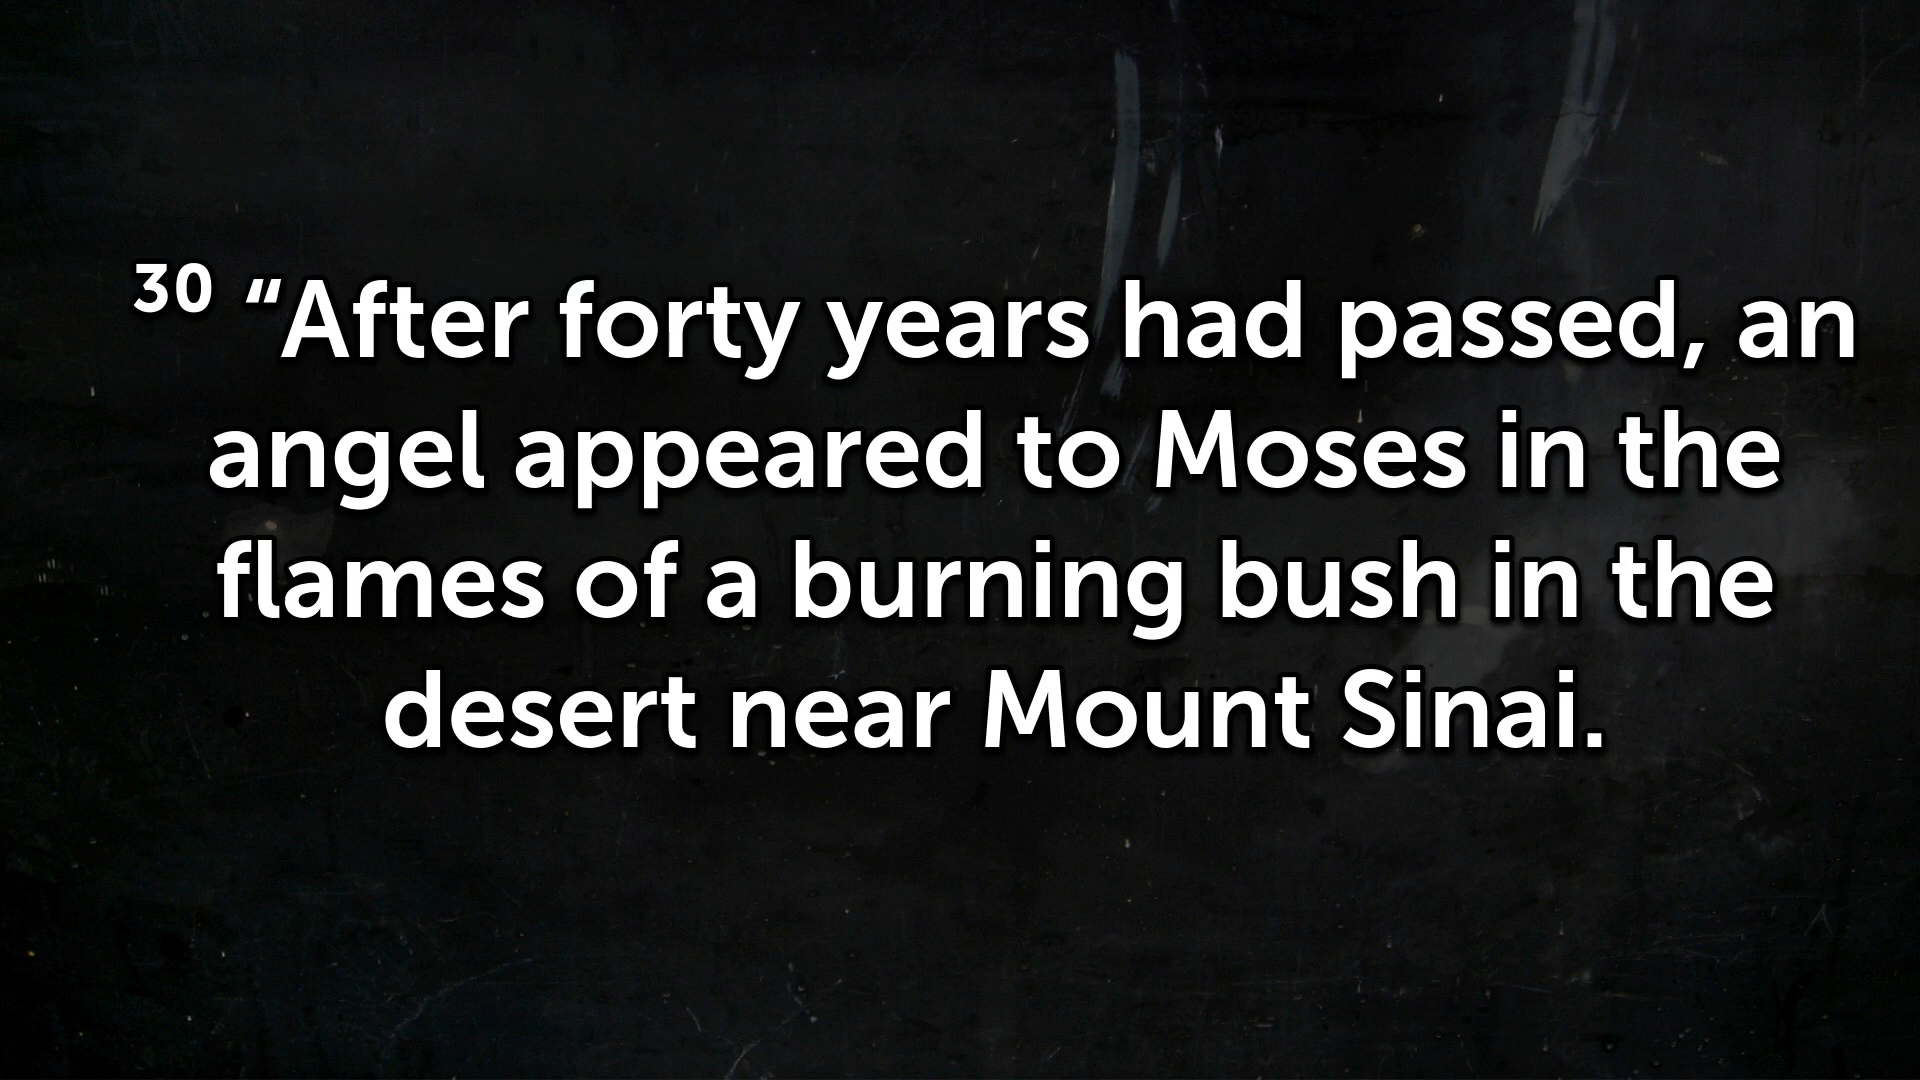 30 “After forty years had passed, an
angel appeared to Moses in the
flames of a burning bush in the
desert near Mount Sinai.